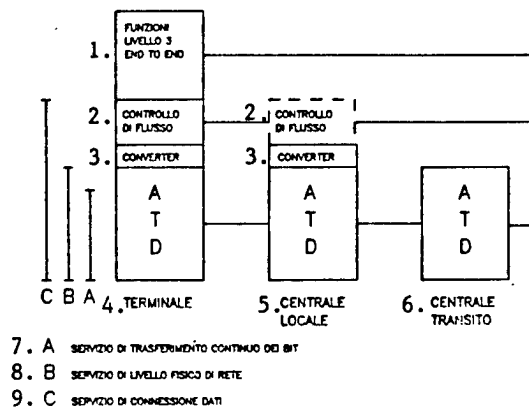 1. FUNZIONI
LIVELLO 3
END TO END
2. CONTROLLO
DI FLUSSO
2. CONTROLLO
DI FLUSSO
3. CONVERTER
3. CONVERTER
A
T
D
A
T
D
A
T
D
C B A
4. TERMINALE
5. CENTRALE
LOCALE
6. CENTRALE
TRANSITO
7. A SERVIZIO DI TRASFERIMENTO CONTINUO DEI BIT
8. B SERVIZIO DI LIVELLO FISICO DI RETE
9. C SERVIZIO DI CONNESSIONE DATI